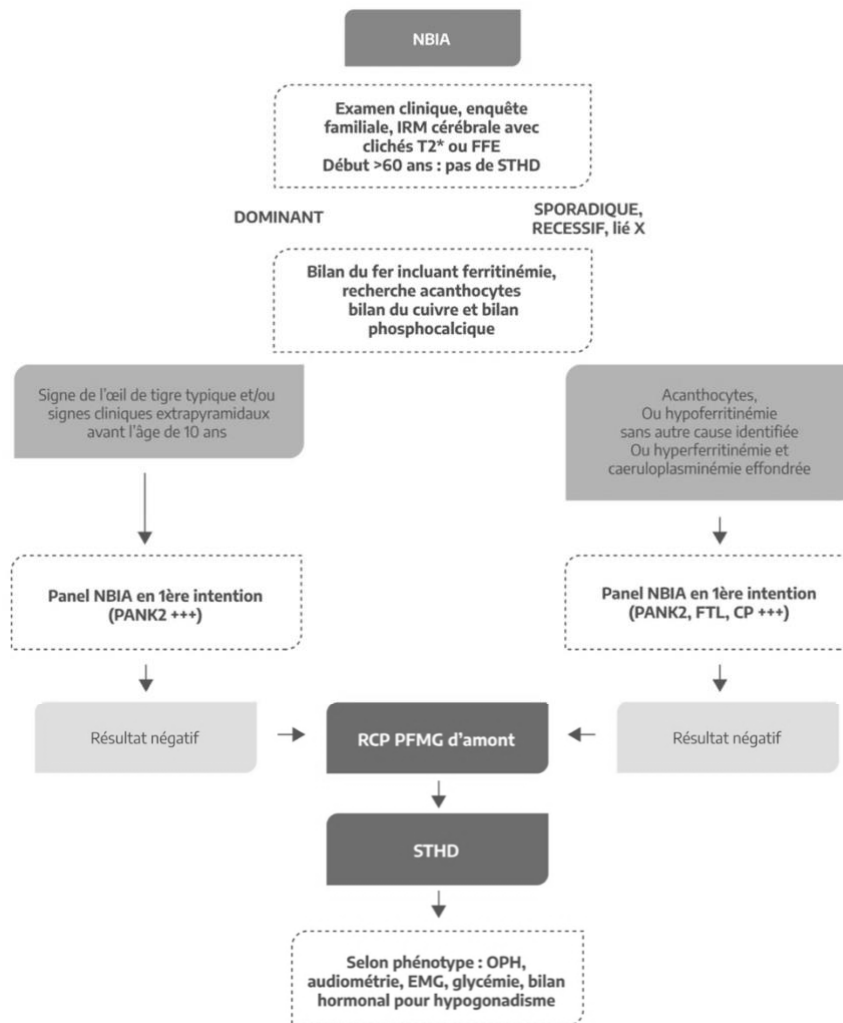 NBIA
Examen clinique, enquête
familiale, IRM cérébrale avec
clichés T2* ou FFE
Début >60 ans : pas de STHD
DOMINANT
SPORADIQUE,
RECESSIF, lié X
Bilan du fer incluant ferritinémie,
recherche acanthocytes
bilan du cuivre et bilan
phosphocalcique
Signe de l'œil de tigre typique et/ou
signes cliniques extrapyramidaux
avant l'âge de 10 ans
Acanthocytes,
Ou hypoferritinémie
sans autre cause identifiée
Ou hyperferritinémie et
caeruloplasminémie effondrée
Panel NBIA en 1ère intention
(PANK2 +++)
Panel NBIA en 1ère intention
(PANK2, FTL, CP +++)
Résultat négatif
RCP PFMG d'amont
Résultat négatif
STHD
Selon phénotype : OPH,
audiométrie, EMG, glycémie, bilan
hormonal pour hypogonadisme